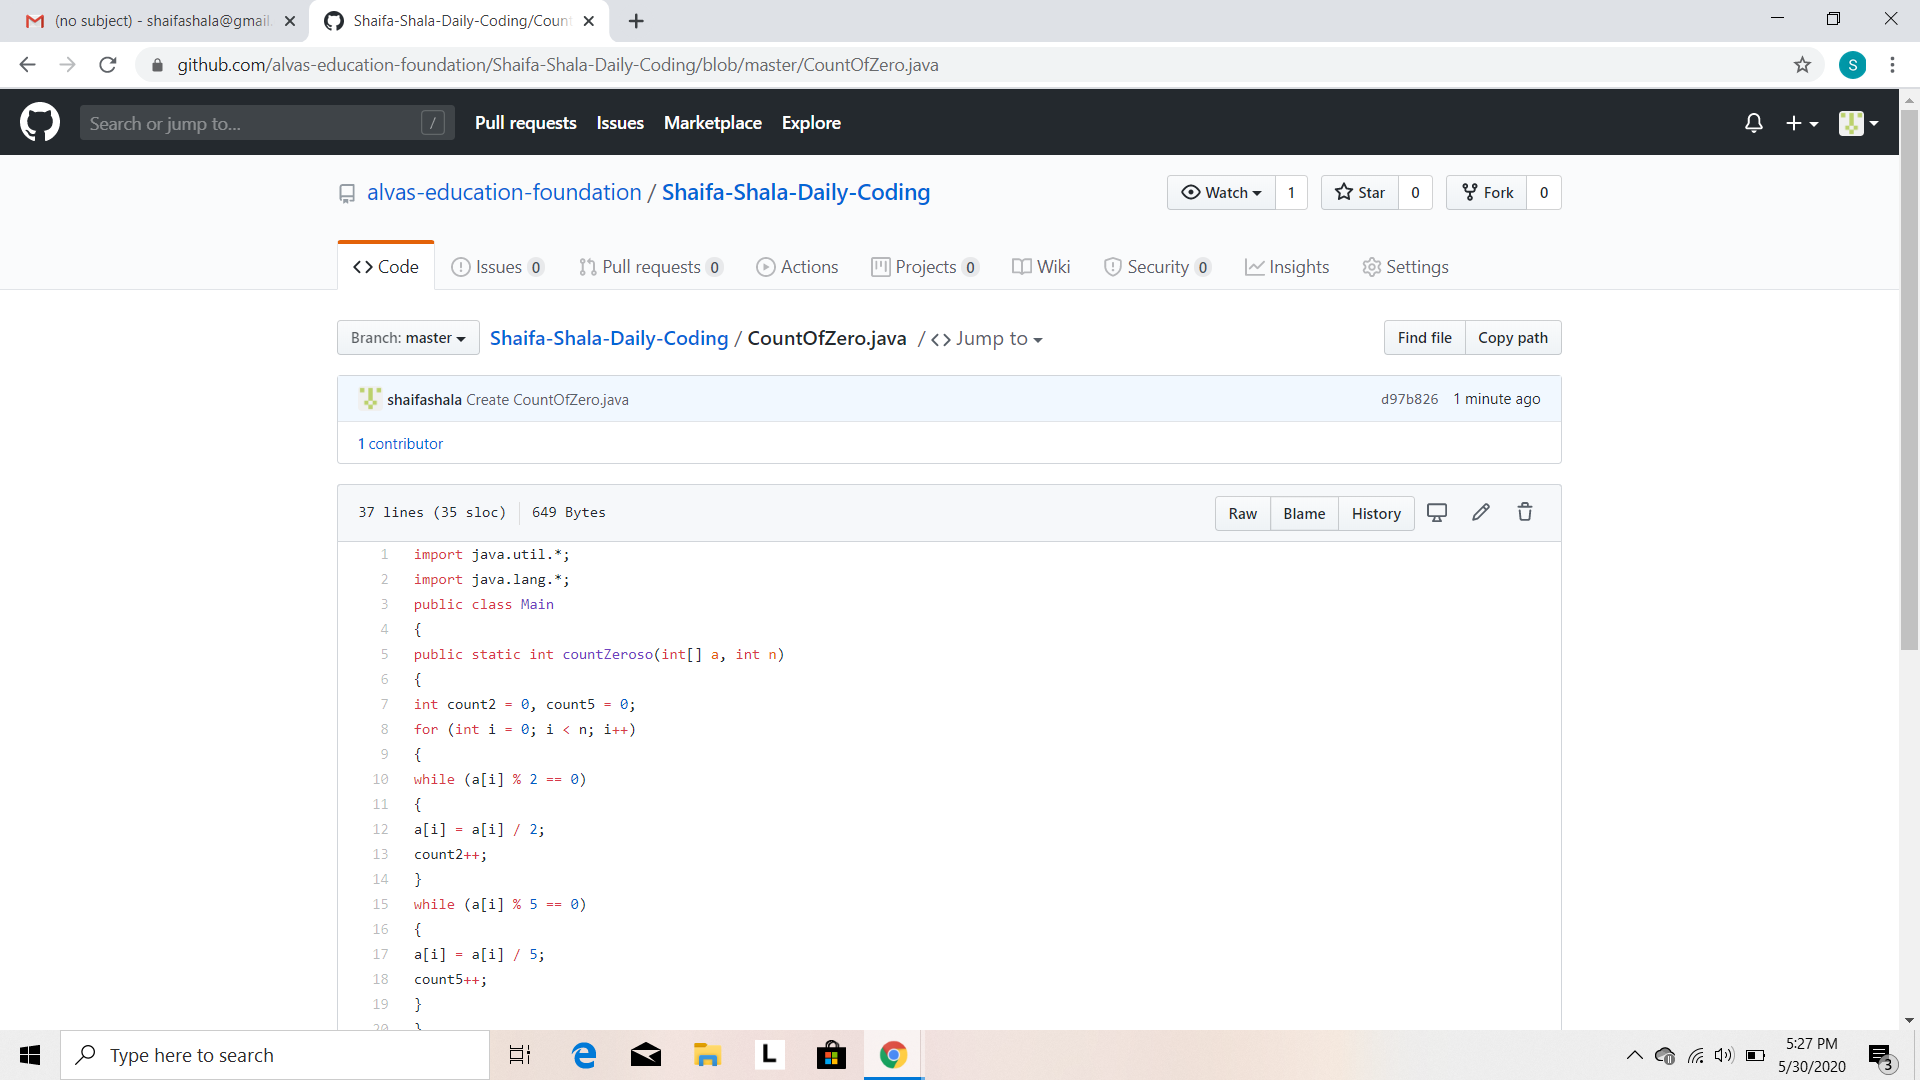 (no subject) - shaifashala@gmail.
Shaifa-Shala-Daily-Coding/Count
github.com/alvas-education-foundation/Shaifa-Shala-Daily-Coding/blob/master/CountOfZero.java
S
Search or jump to...
/
Pull requests
Issues
Marketplace
Explore
alvas-education-foundation / Shaifa-Shala-Daily-Coding
Watch 1
Star 0
Fork 0
Code
Issues 0
Pull requests 0
Actions
Projects 0
Wiki
Security 0
Insights
Settings
Branch: master
Shaifa-Shala-Daily-Coding / CountOfZero.java / <> Jump to
Find file
Copy path
shaifashala Create CountOfZero.java
d97b826 1 minute ago
1 contributor
37 lines (35 sloc) 649 Bytes
Raw
Blame
History
1 import java.util.*;
2 import java.lang.*;
3 public class Main
4 {
5 public static int countZeroso(int[] a, int n)
6 {
7 int count2 = 0, count5 = 0;
8 for (int i = 0; i < n; i++)
9 {
10 while (a[i] % 2 == 0)
11 {
12 a[i] = a[i] / 2;
13 count2++;
14 }
15 while (a[i] % 5 == 0)
16 {
17 a[i] = a[i] / 5;
18 count5++;
19 }
20 }
Type here to search
L
5:27 PM
5/30/2020
3